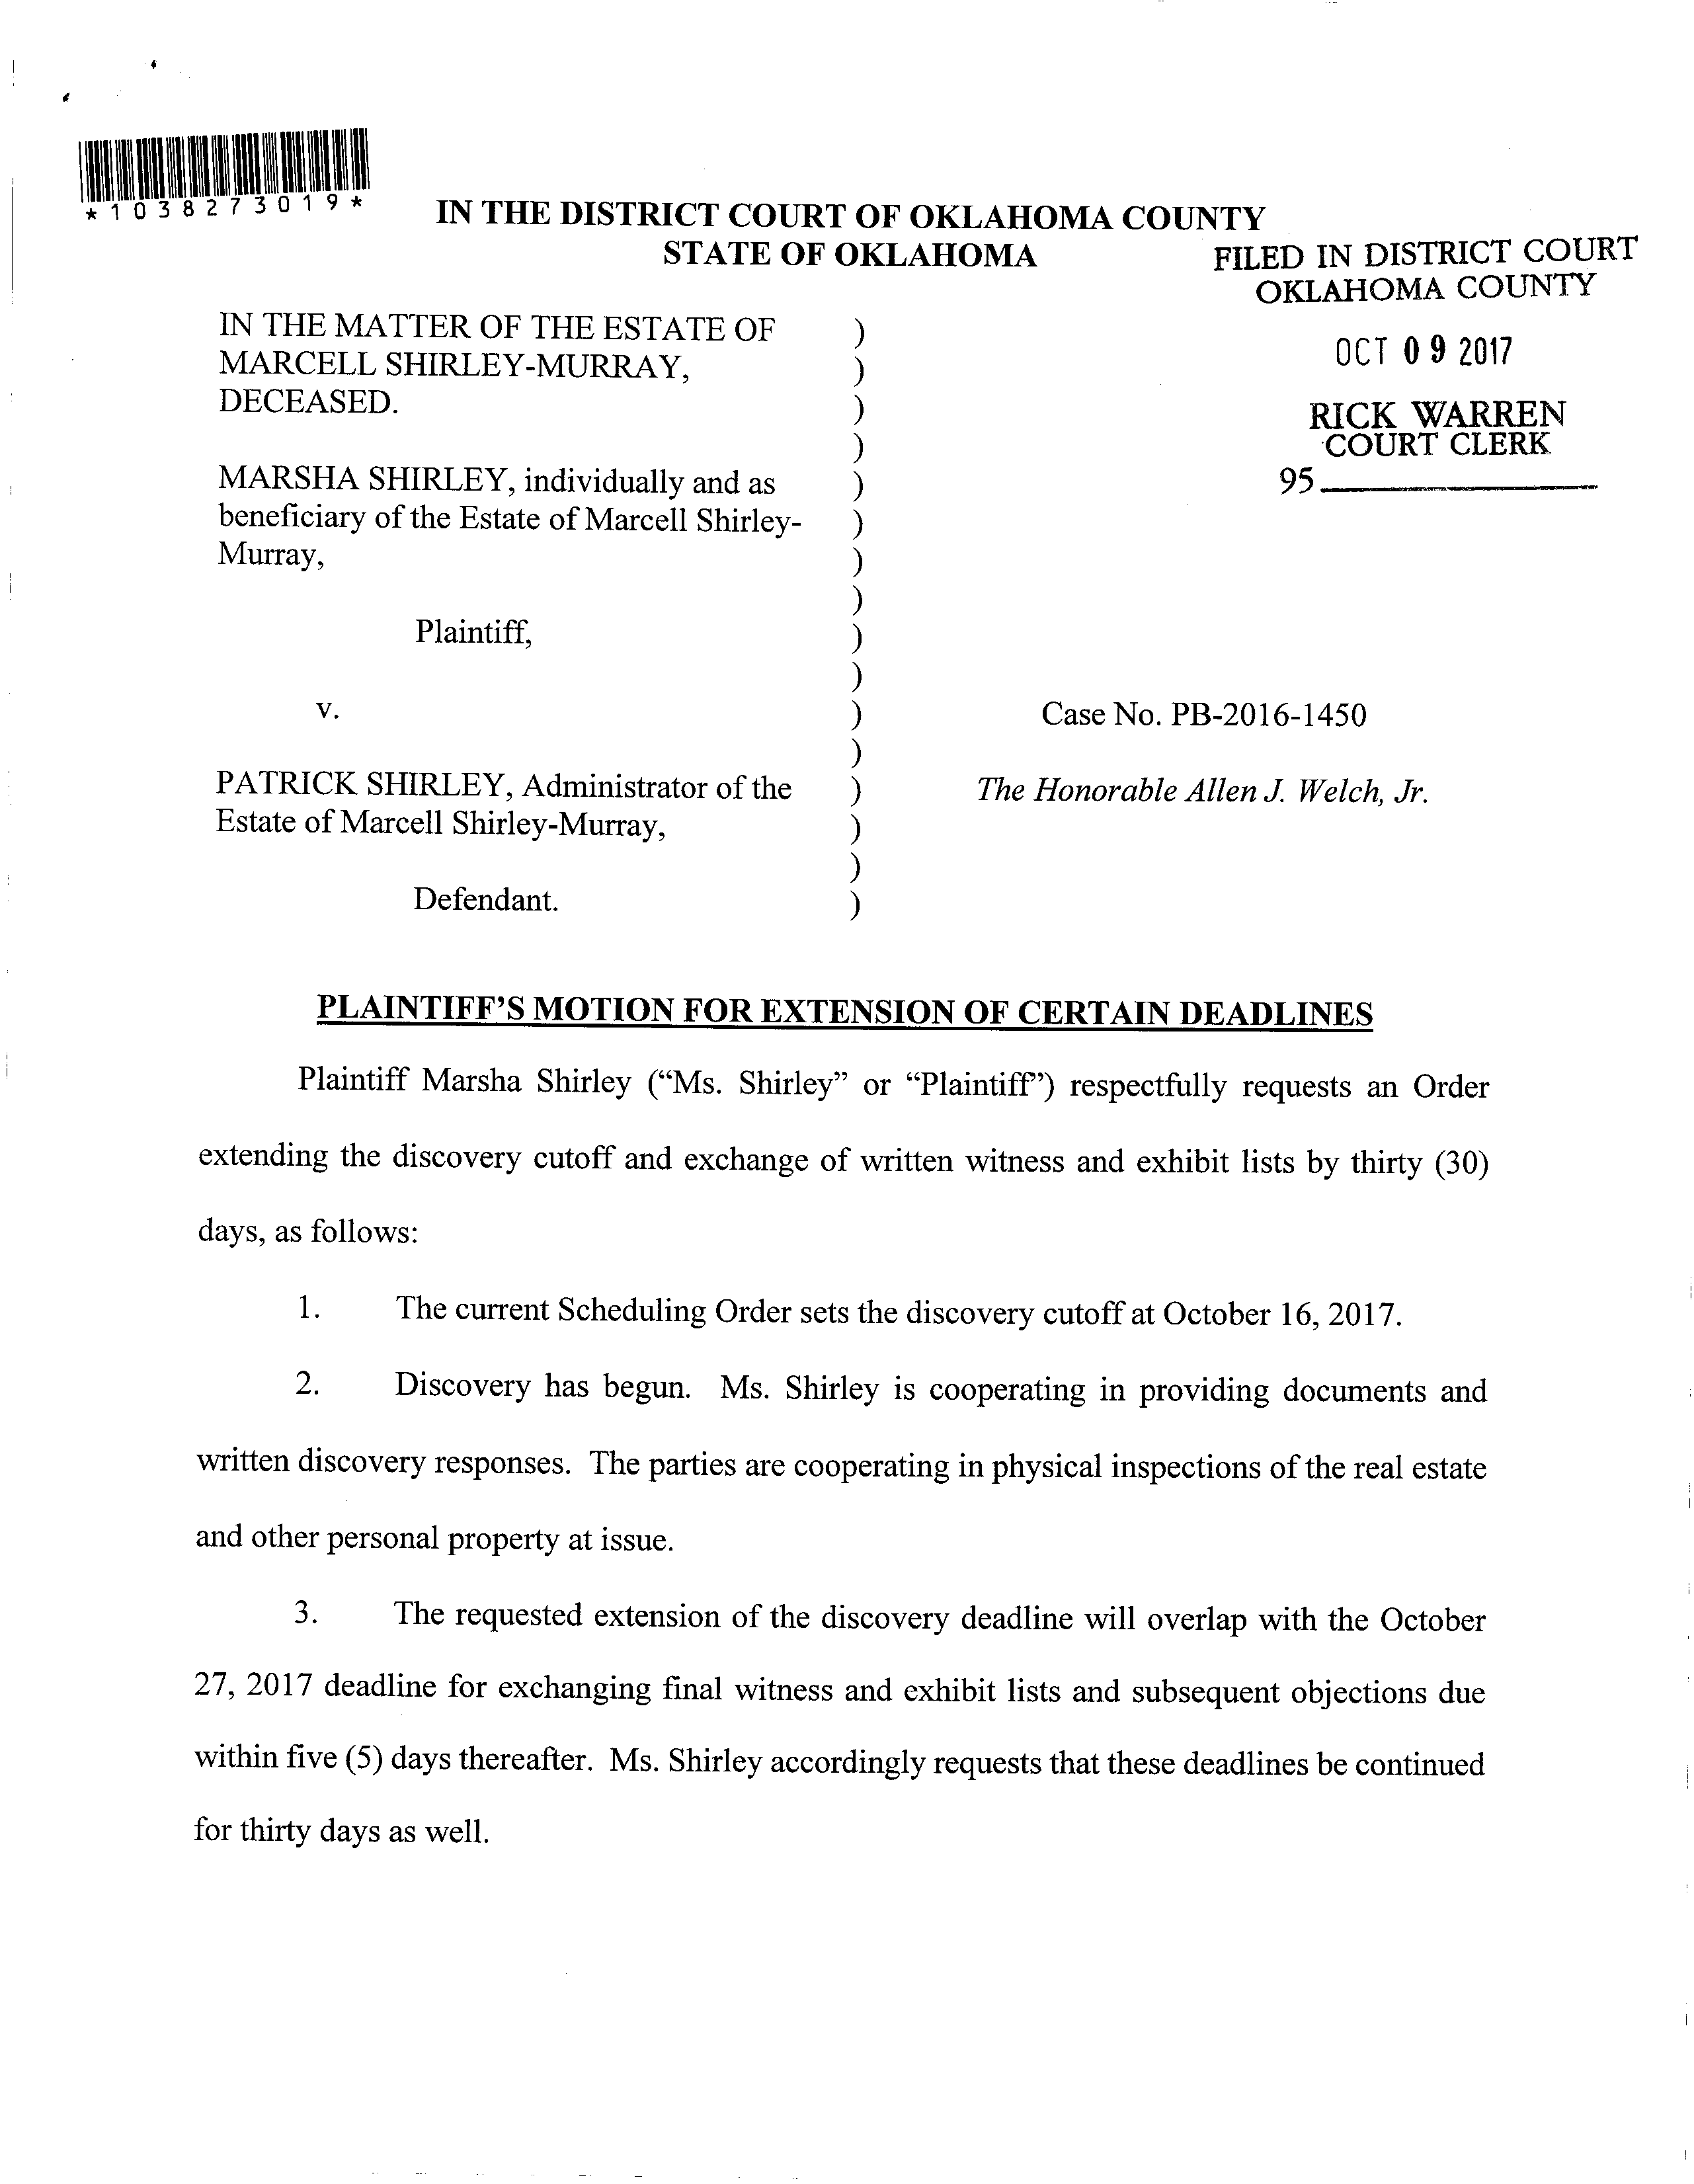 *1038273019*
IN THE DISTRICT COURT OF OKLAHOMA COUNTY
STATE OF OKLAHOMA
FILED IN DISTRICT COURT
OKLAHOMA COUNTY
OCT 09 2017
RICK WARREN
COURT CLERK
95
IN THE MATTER OF THE ESTATE OF )
MARCELL SHIRLEY-MURRAY, )
DECEASED. )
)
MARSHA SHIRLEY, individually and as )
beneficiary of the Estate of Marcell Shirley- )
Murray, )
)
Plaintiff, )
)
v. ) Case No. PB-2016-1450
)
PATRICK SHIRLEY, Administrator of the ) The Honorable Allen J. Welch, Jr.
Estate of Marcell Shirley-Murray, )
)
Defendant. )
PLAINTIFF'S MOTION FOR EXTENSION OF CERTAIN DEADLINES
Plaintiff Marsha Shirley ("Ms. Shirley" or "Plaintiff") respectfully requests an Order
extending the discovery cutoff and exchange of written witness and exhibit lists by thirty (30)
days, as follows:
1. The current Scheduling Order sets the discovery cutoff at October 16, 2017.
2. Discovery has begun. Ms. Shirley is cooperating in providing documents and
written discovery responses. The parties are cooperating in physical inspections of the real estate
and other personal property at issue.
3. The requested extension of the discovery deadline will overlap with the October
27, 2017 deadline for exchanging final witness and exhibit lists and subsequent objections due
within five (5) days thereafter. Ms. Shirley accordingly requests that these deadlines be continued
for thirty days as well.